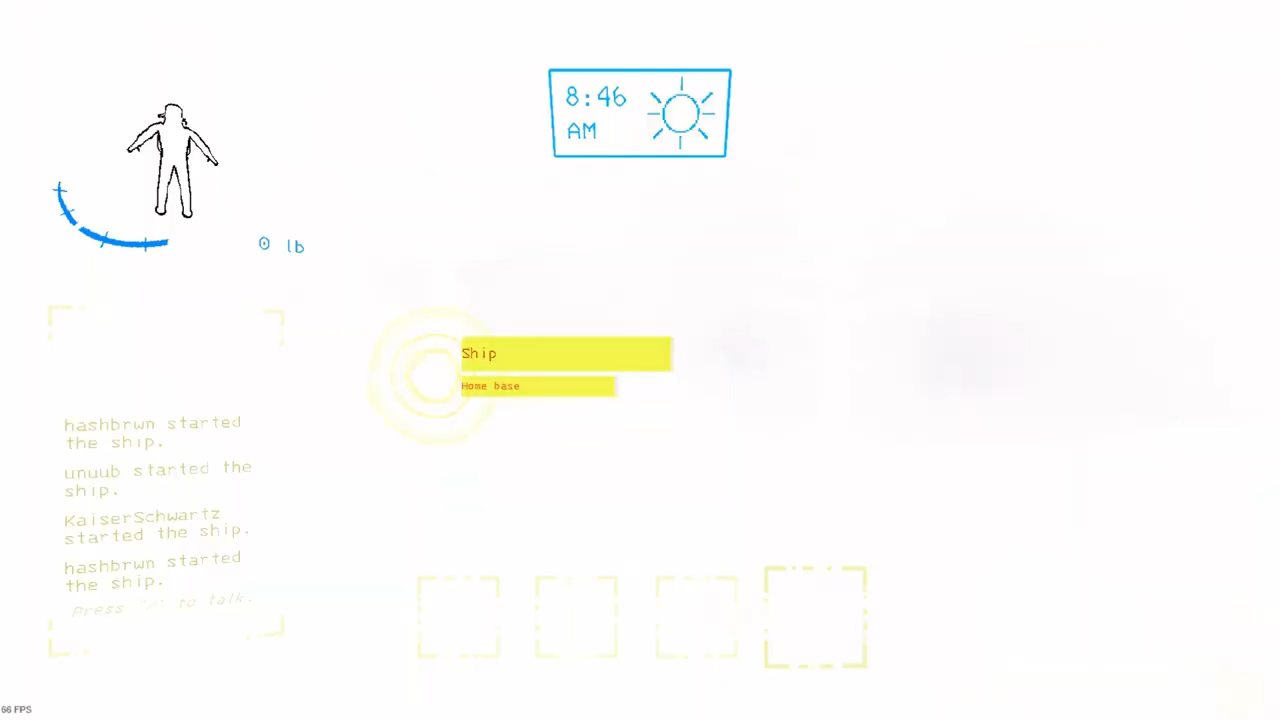 8:46
AM
0 lb
Ship
Home base
hashbrwn started
the ship.
unuub started the
ship.
KaiserSchwartz
started the ship.
hashbrwn started
the ship.
Press to talk.
66 FPS